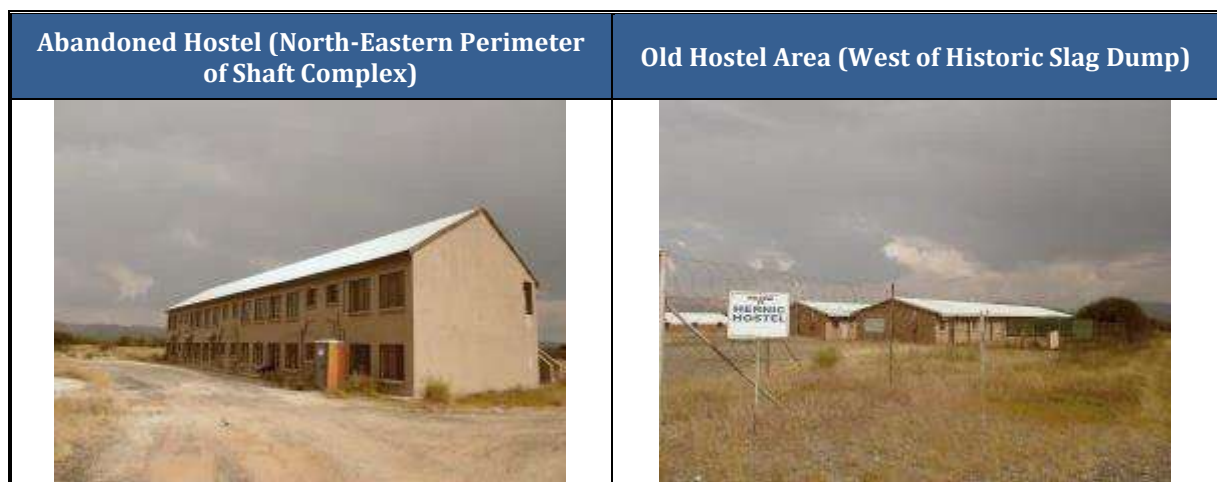 Abandoned Hostel (North-Eastern Perimeter
of Shaft Complex)
Old Hostel Area (West of Historic Slag Dump)
HERNIC
HOSTEL